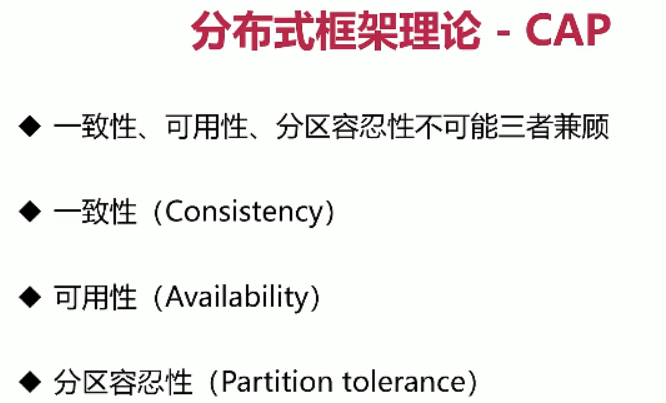 分布式框架理论 - CAP
◆ 一致性、可用性、分区容忍性不可能三者兼顾
◆ 一致性（Consistency）
◆ 可用性（Availability）
◆ 分区容忍性（Partition tolerance）